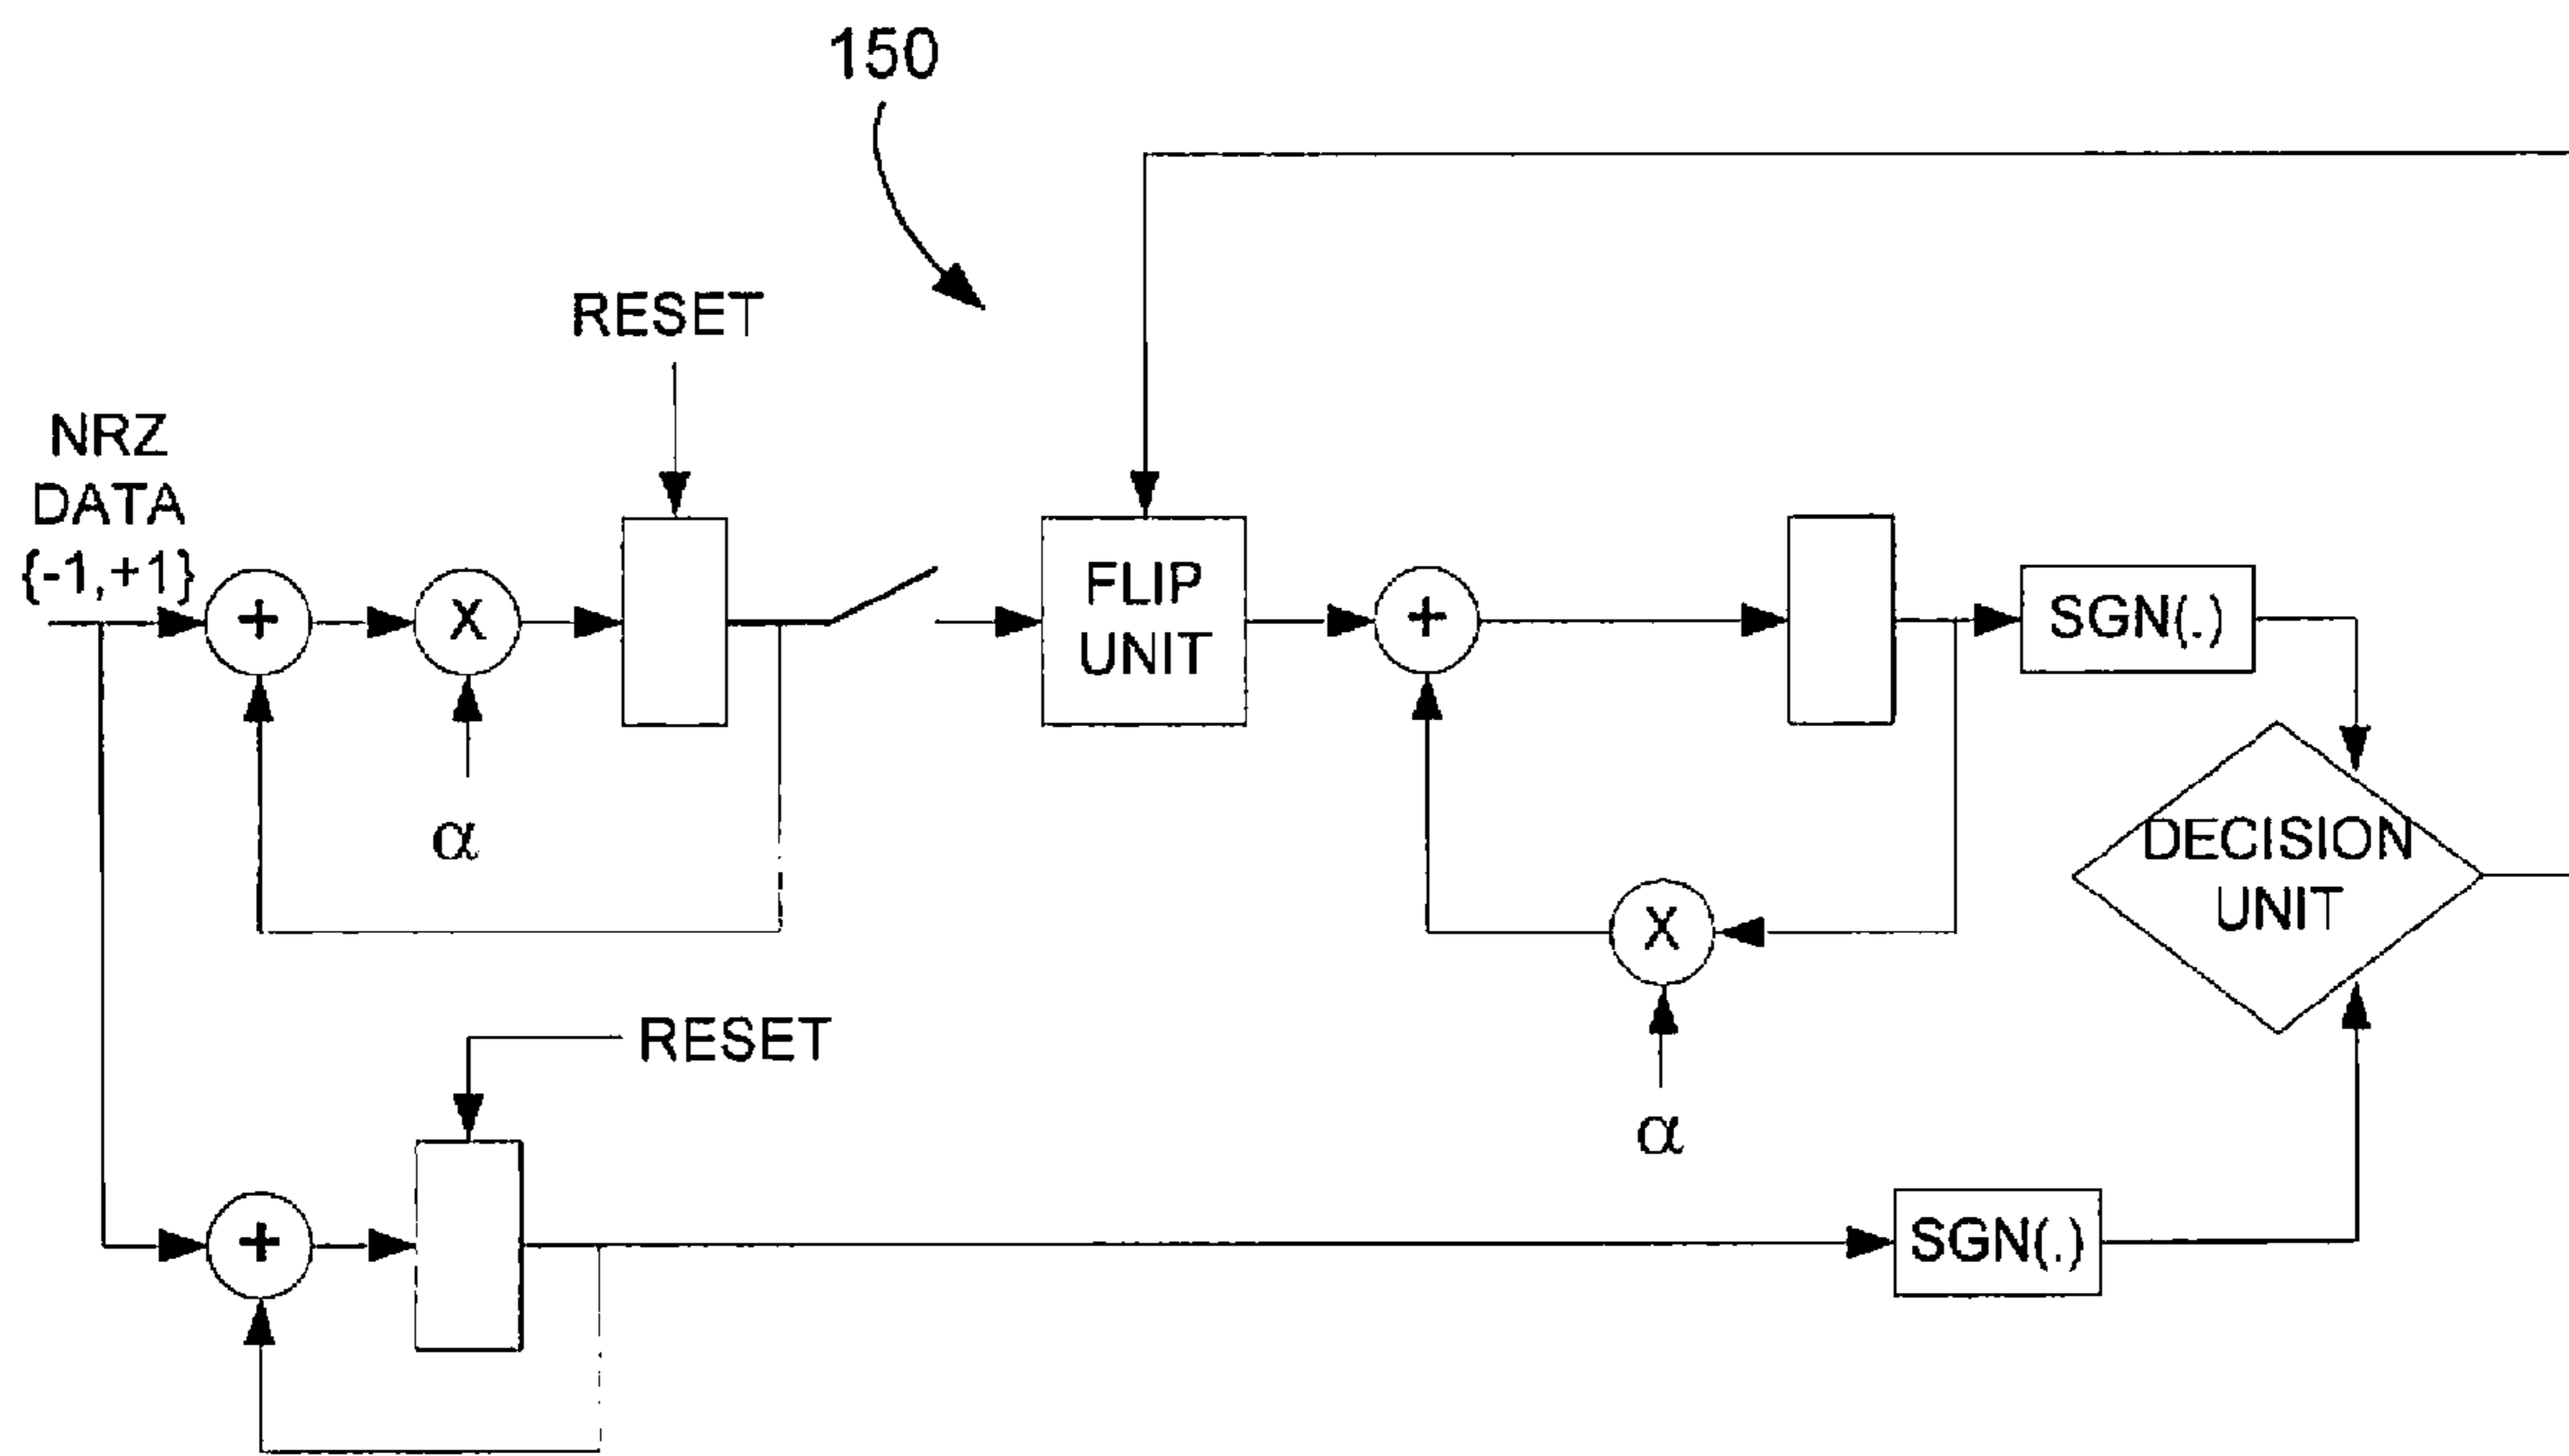 150
RESET
NRZ
DATA
{-1,+1}
+
X
α
FLIP
UNIT
+
SGN(.)
X
α
DECISION
UNIT
RESET
+
SGN(.)